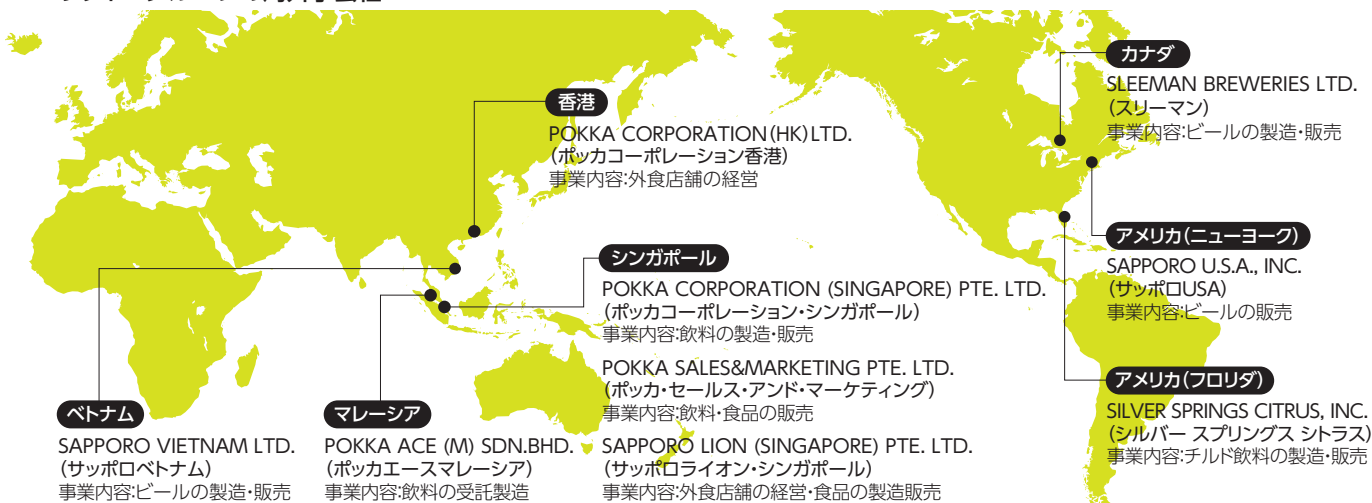 香港
POKKA CORPORATION(HK)LTD.
(ポッカコーポレーション香港)
事業内容:外食店舗の経営
カナダ
SLEEMAN BREWERIES LTD.
(スリーマン)
事業内容:ビールの製造・販売
アメリカ(ニューヨーク)
SAPPORO U.S.A., INC.
(サッポロUSA)
事業内容:ビールの販売
シンガポール
POKKA CORPORATION (SINGAPORE) PTE. LTD.
(ポッカコーポレーション・シンガポール)
事業内容:飲料の製造・販売
POKKA SALES&MARKETING PTE. LTD.
(ポッカ・セールス・アンド・マーケティング)
事業内容:飲料・食品の販売
SAPPORO LION (SINGAPORE) PTE. LTD.
(サッポロライオン・シンガポール)
事業内容:外食店舗の経営・食品の製造販売
アメリカ(フロリダ)
SILVER SPRINGS CITRUS, INC.
(シルバー スプリングス シトラス)
事業内容:チルド飲料の製造・販売
ベトナム
SAPPORO VIETNAM LTD.
(サッポロベトナム)
事業内容:ビールの製造・販売
マレーシア
POKKA ACE (M) SDN.BHD.
(ポッカエースマレーシア)
事業内容:飲料の受託製造